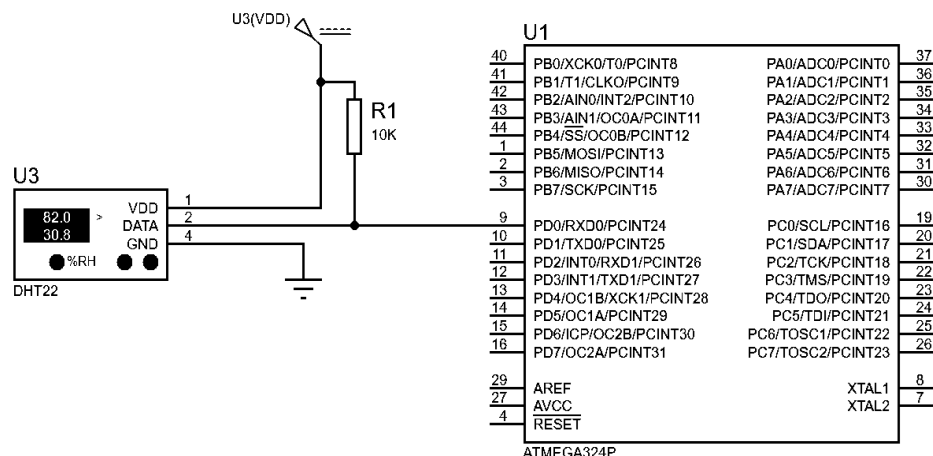 U3(VDD)
R1
10K
U3
VDD 1
DATA 2
GND 4
82.0
30.8
>
%RH
DHT22
U1
40 PB0/XCK0/T0/PCINT8 PA0/ADC0/PCINT0 37
41 PB1/T1/CLKO/PCINT9 PA1/ADC1/PCINT1 36
42 PB2/AIN0/INT2/PCINT10 PA2/ADC2/PCINT2 35
43 PB3/AIN1/OC0A/PCINT11 PA3/ADC3/PCINT3 34
44 PB4/SS/OC0B/PCINT12 PA4/ADC4/PCINT4 33
1 PB5/MOSI/PCINT13 PA5/ADC5/PCINT5 32
2 PB6/MISO/PCINT14 PA6/ADC6/PCINT6 31
3 PB7/SCK/PCINT15 PA7/ADC7/PCINT7 30
9 PD0/RXD0/PCINT24 PC0/SCL/PCINT16 19
10 PD1/TXD0/PCINT25 PC1/SDA/PCINT17 20
11 PD2/INT0/RXD1/PCINT26 PC2/TCK/PCINT18 21
12 PD3/INT1/TXD1/PCINT27 PC3/TMS/PCINT19 22
13 PD4/OC1B/XCK1/PCINT28 PC4/TDO/PCINT20 23
14 PD5/OC1A/PCINT29 PC5/TDI/PCINT21 24
15 PD6/ICP/OC2B/PCINT30 PC6/TOSC1/PCINT22 25
16 PD7/OC2A/PCINT31 PC7/TOSC2/PCINT23 26
29 AREF XTAL1 8
27 AVCC XTAL2 7
4 RESET
ATMEGA324P